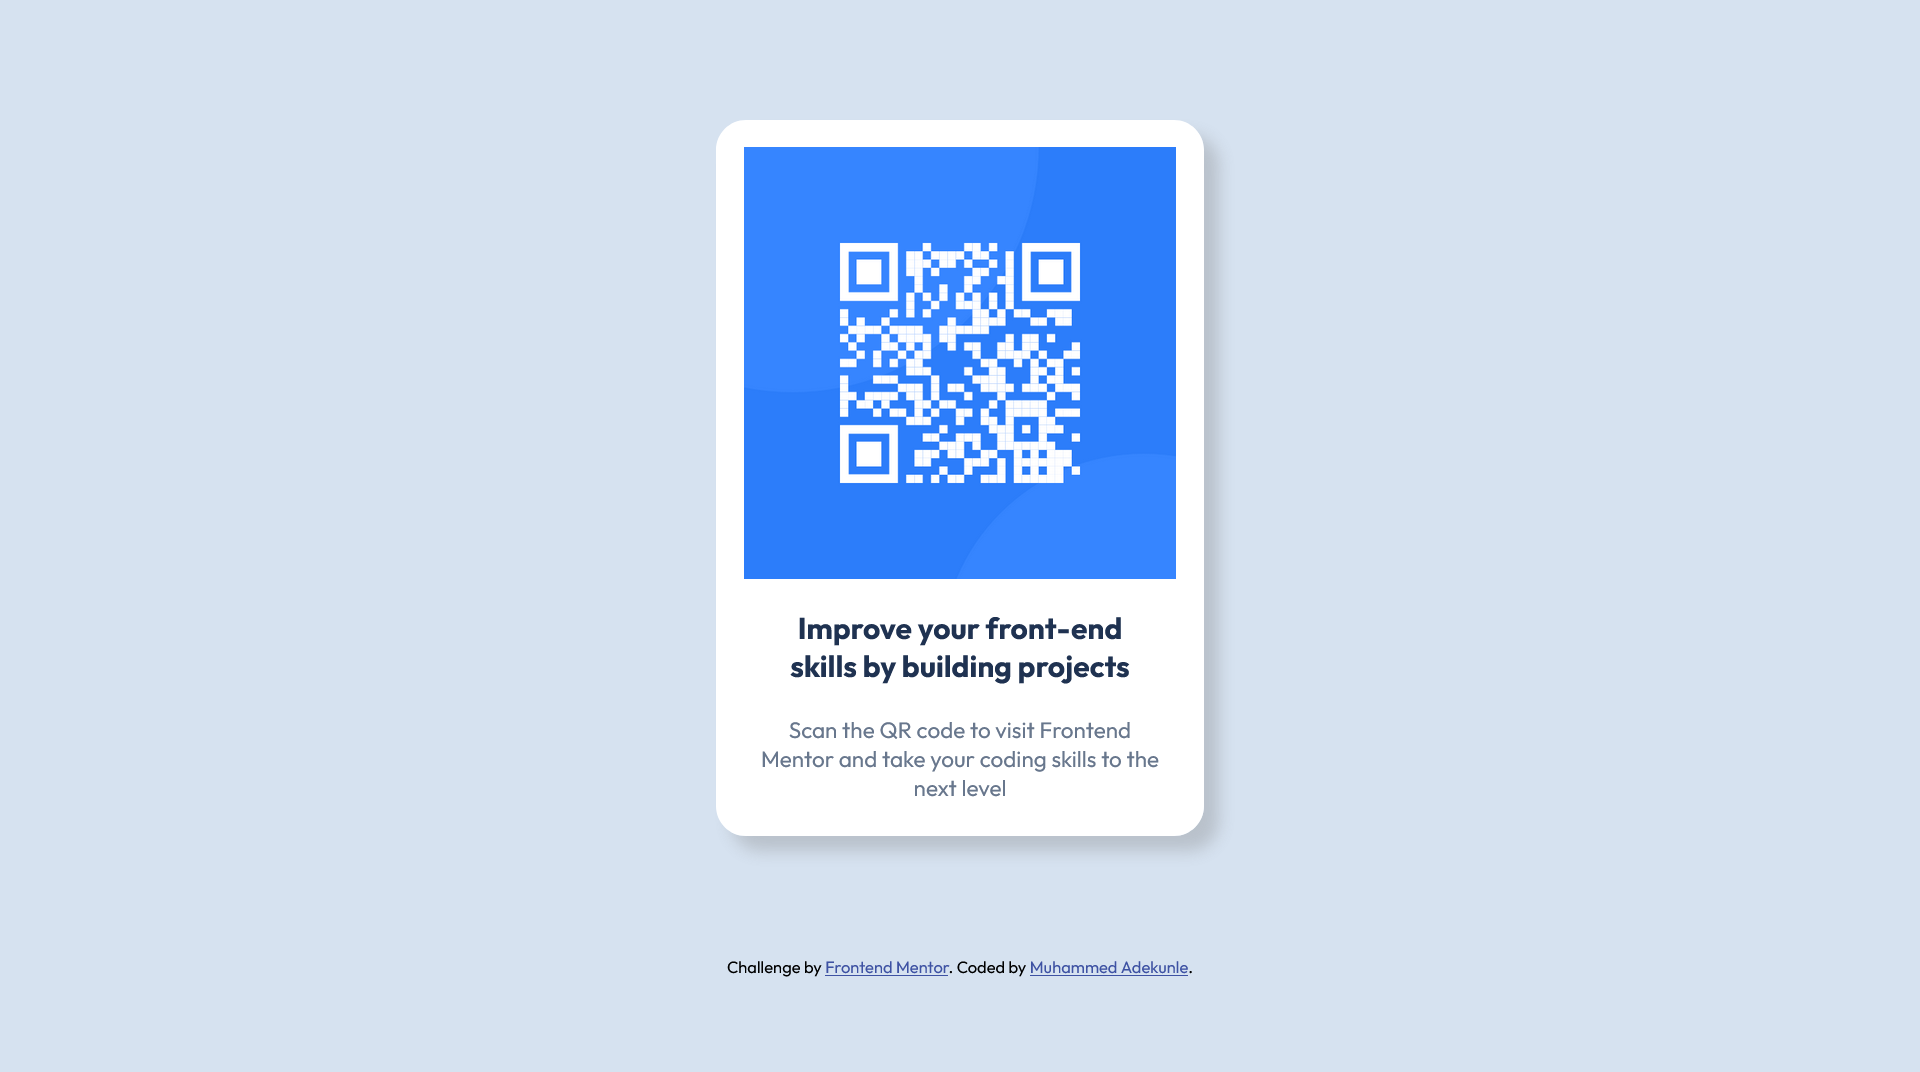 Improve your front-end
skills by building projects
Scan the QR code to visit Frontend
Mentor and take your coding skills to the
next level
Challenge by Frontend Mentor. Coded by Muhammed Adekunle.